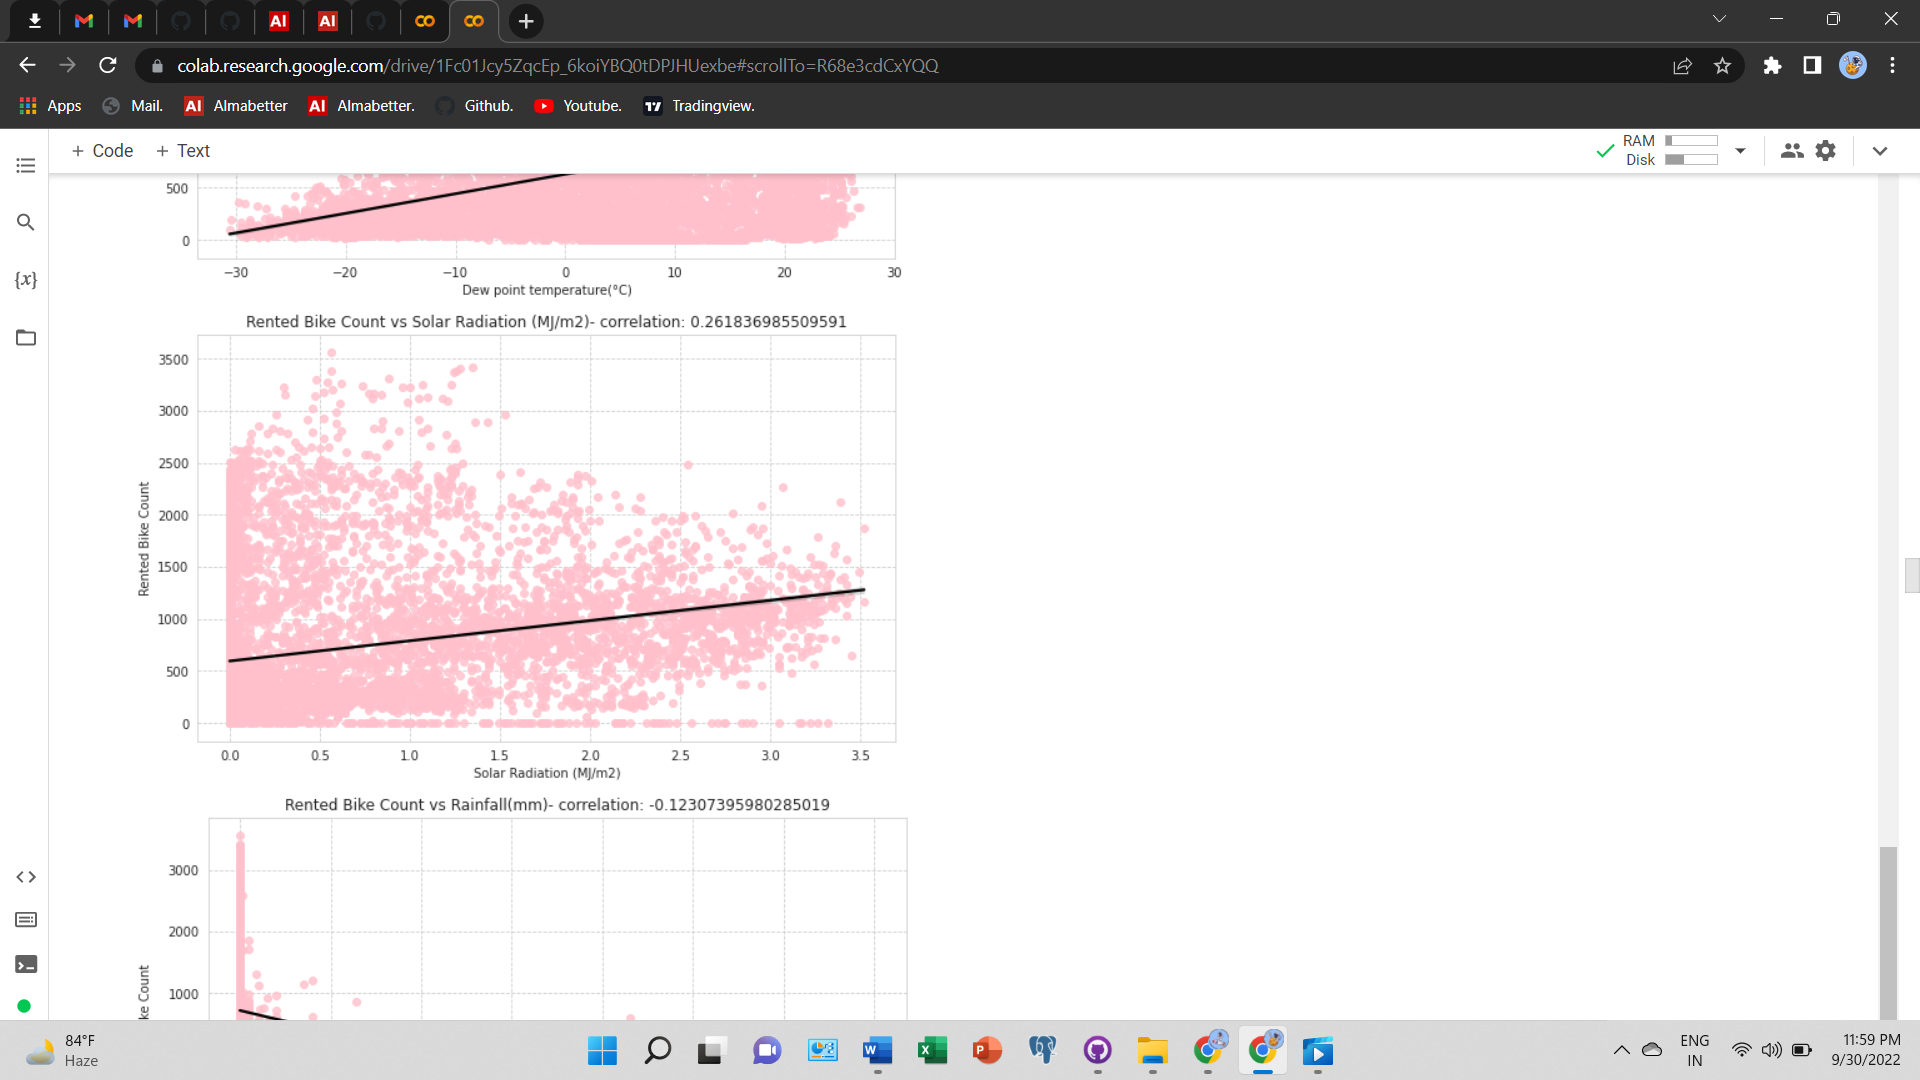 colab.research.google.com/drive/1Fc01Jcy5ZqcEp_6koiYBQ0tDPJHUexbe#scrollTo=R68e3cdCxYQQ
Apps Mail. AI Almabetter AI Almabetter. Github. Youtube. Tradingview.
+ Code + Text
RAM
Disk
{x}
500
0
−30 −20 −10 0 10 20 30
Dew point temperature(°C)
Rented Bike Count vs Solar Radiation (MJ/m2)- correlation: 0.261836985509591
3500
3000
2500
2000
1500
1000
500
0
Rented Bike Count
0.0 0.5 1.0 1.5 2.0 2.5 3.0 3.5
Solar Radiation (MJ/m2)
Rented Bike Count vs Rainfall(mm)- correlation: -0.12307395980285019
3000
2000
1000
ke Count
84°F
Haze
ENG
IN
11:59 PM
9/30/2022